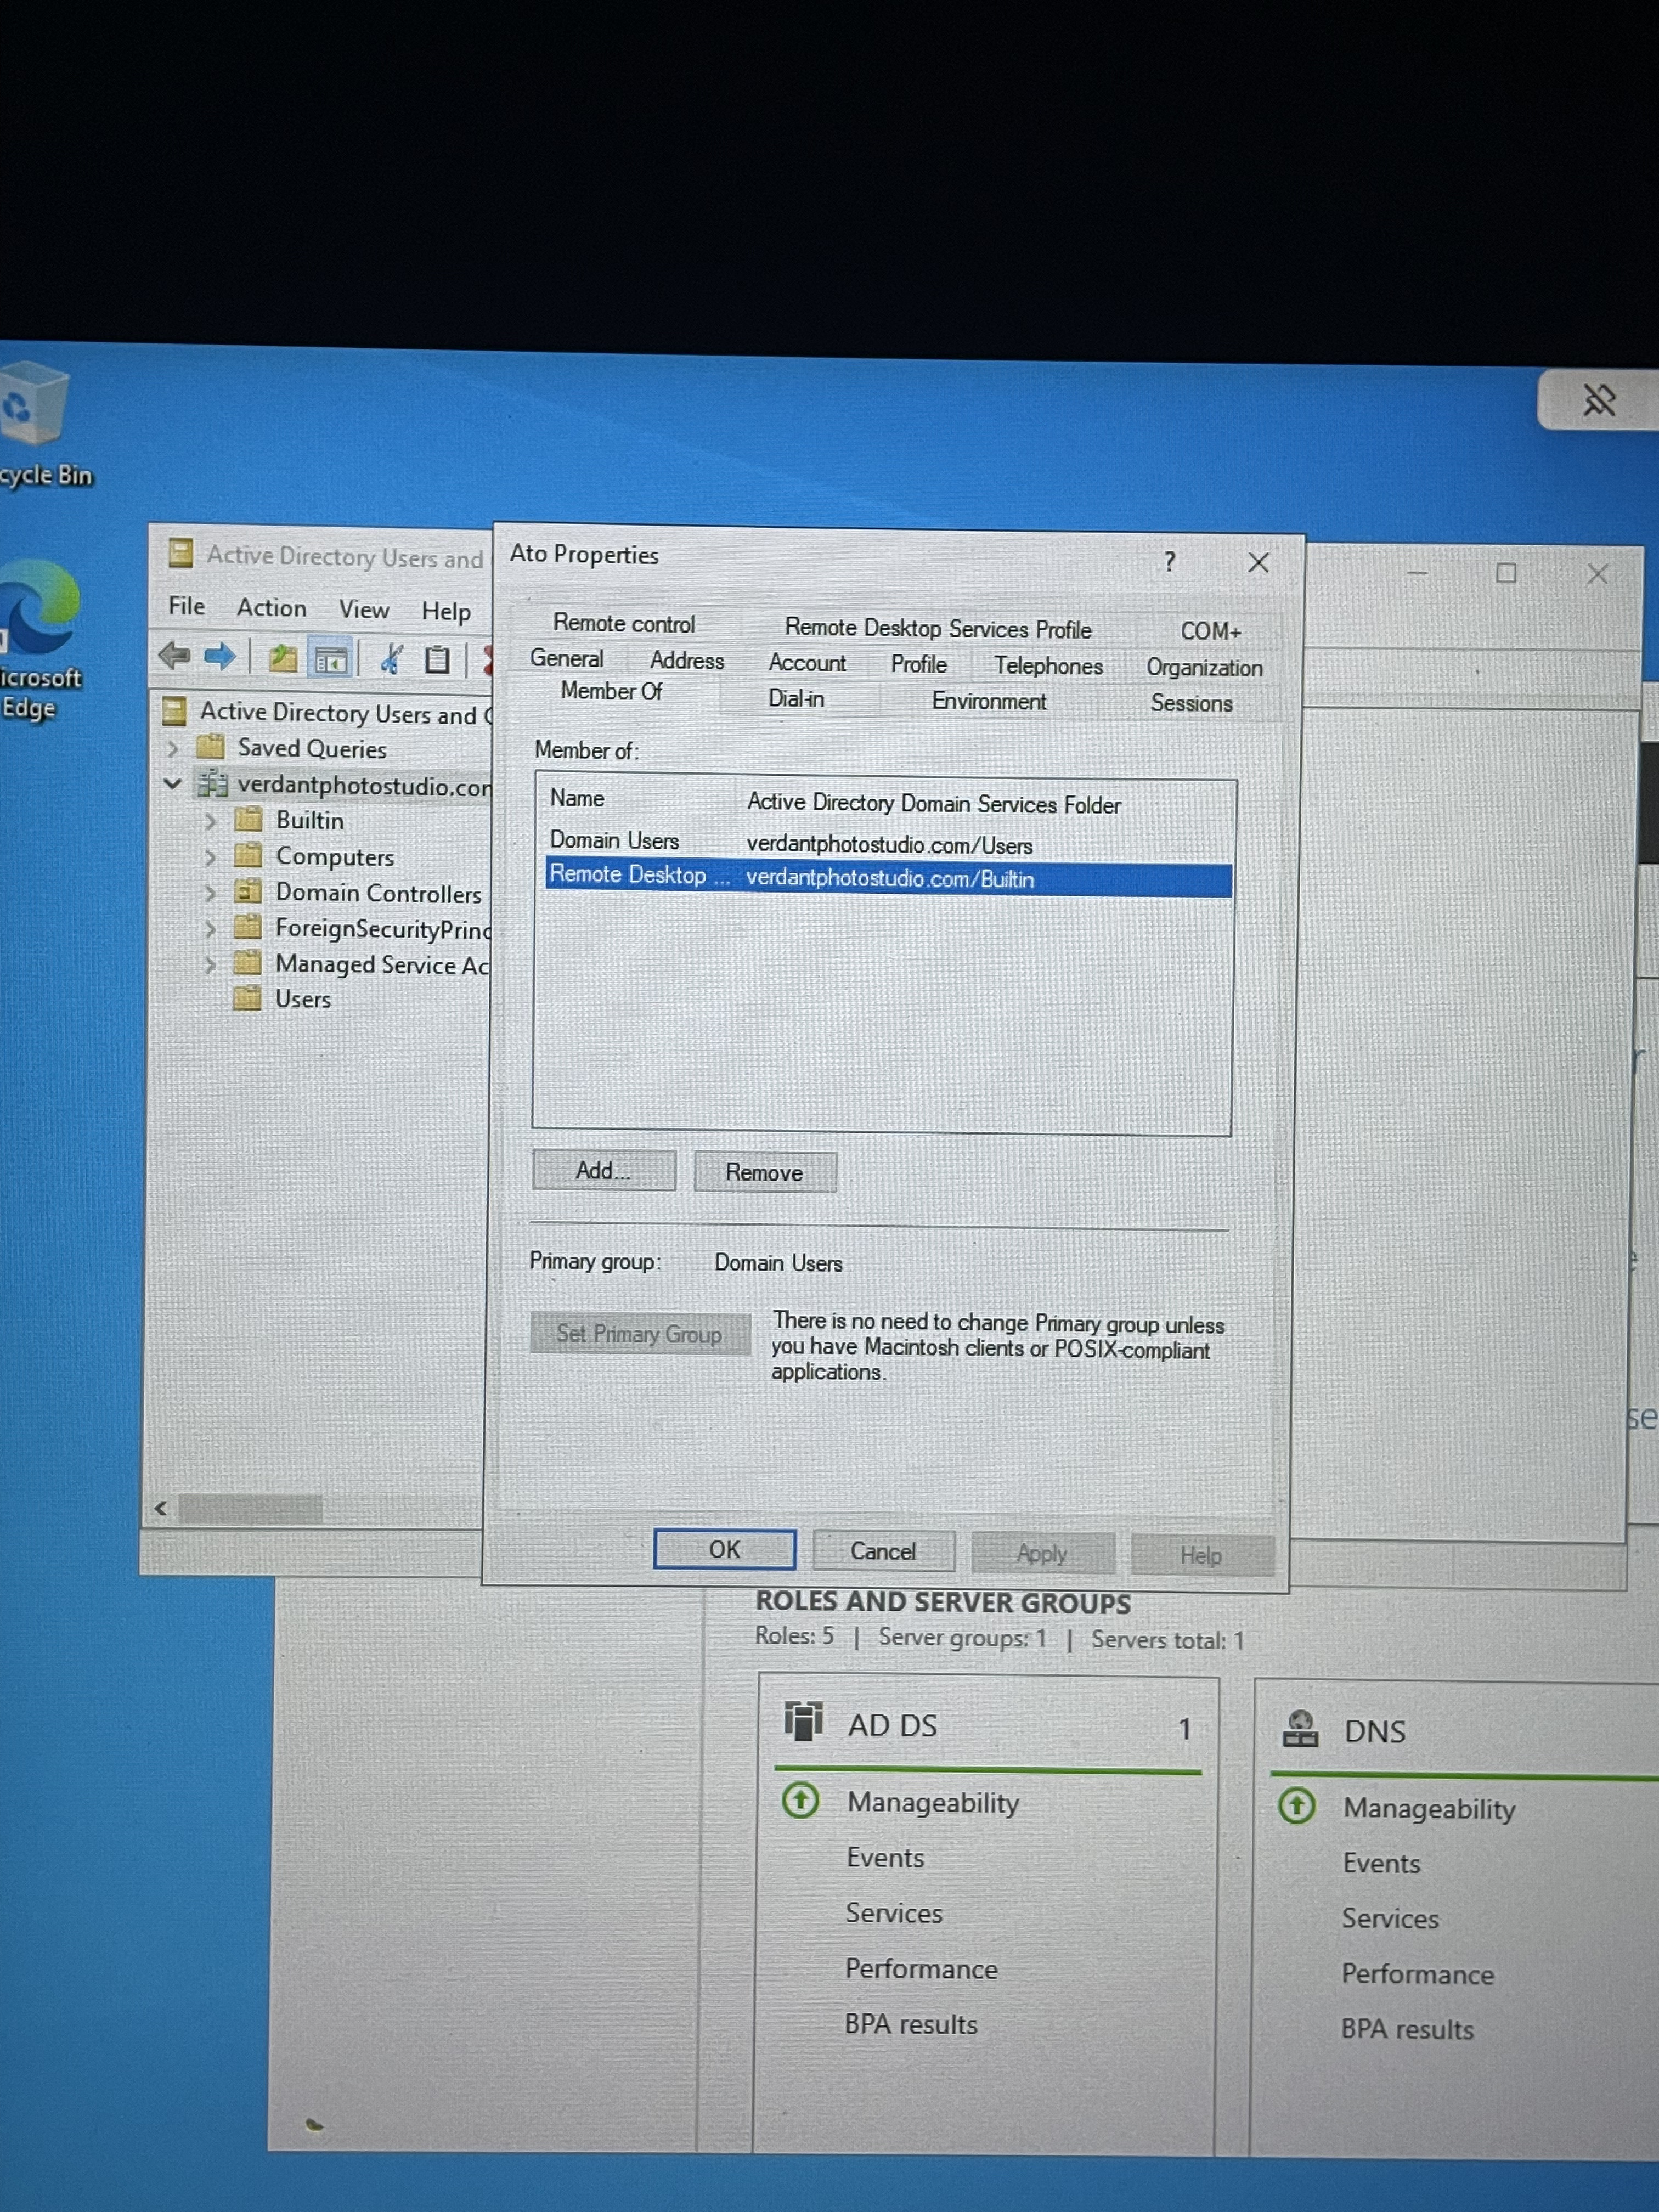 cycle Bin
icrosoft
Edge
Active Directory Users and
File Action View Help
Active Directory Users and C
Saved Queries
verdantphotostudio.com
Builtin
Computers
Domain Controllers
ForeignSecurityPrinc
Managed Service Ac
Users
Ato Properties
Remote control Remote Desktop Services Profile COM+
General Address Account Profile Telephones Organization
Member Of Dial-in Environment Sessions
Member of:
Name Active Directory Domain Services Folder
Domain Users verdantphotostudio.com/Users
Remote Desktop ... verdantphotostudio.com/Builtin
Add... Remove
Primary group: Domain Users
Set Primary Group
There is no need to change Primary group unless
you have Macintosh clients or POSIX-compliant
applications.
OK Cancel Apply Help
se
ROLES AND SERVER GROUPS
Roles: 5 | Server groups: 1 | Servers total: 1
AD DS 1
Manageability
Events
Services
Performance
BPA results
DNS
Manageability
Events
Services
Performance
BPA results